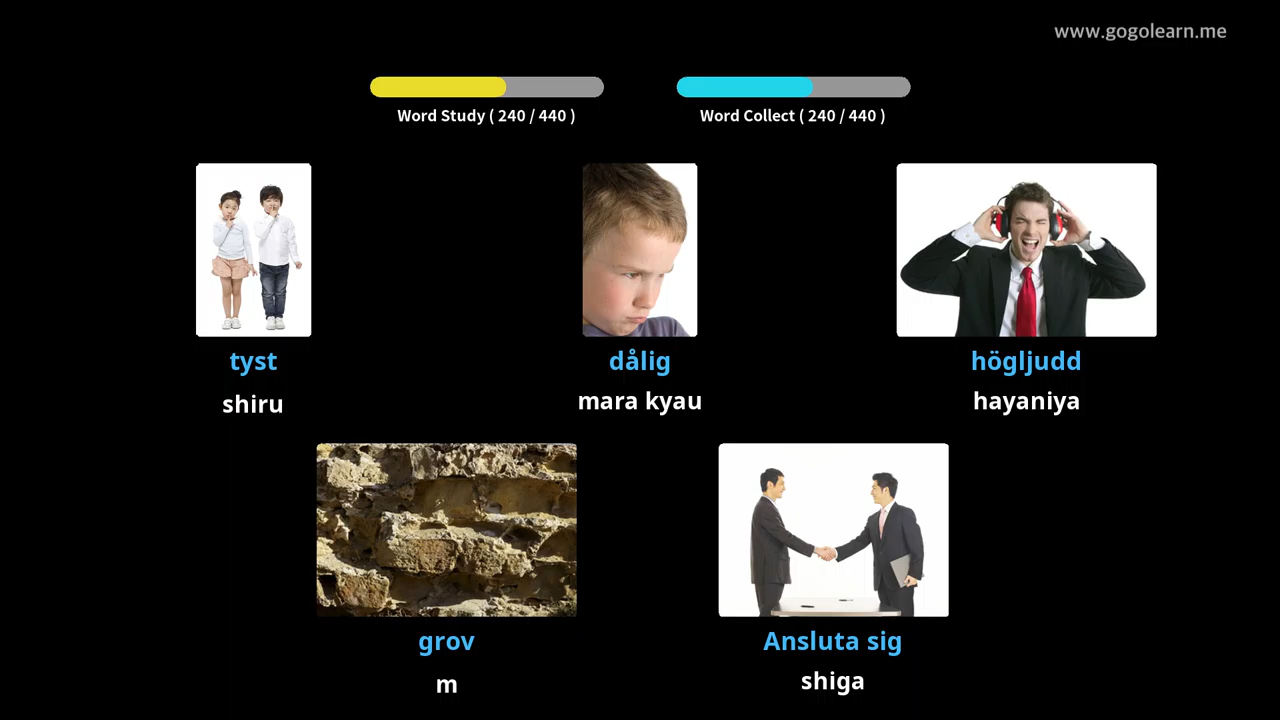 www.gogolearn.me
Word Study ( 240 / 440 )
Word Collect ( 240 / 440 )
tyst
shiru
dålig
mara kyau
högljudd
hayaniya
grov
m
Ansluta sig
shiga